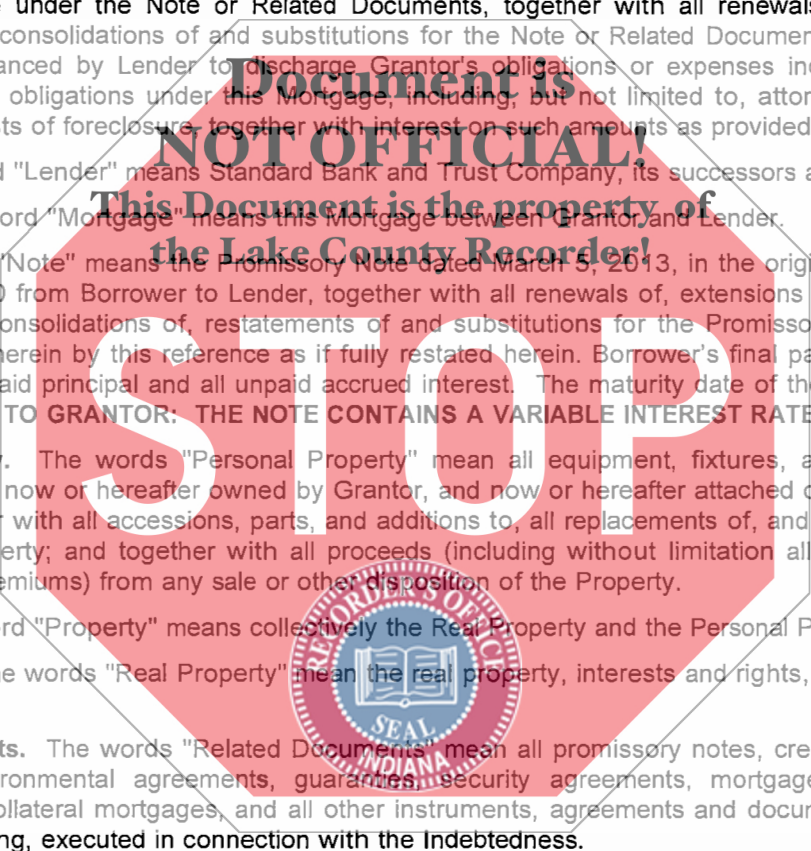 under the Note or Related Documents, together with all renewals
consolidations of and substitutions for the Note or Related Documen
anced by Lender to discharge Grantor's obligations or expenses in
obligations under this Mortgage, including, but not limited to, attor
ts of foreclosure, together with interest on such amounts as provided
Document is
NOT OFFICIAL!
"Lender" means Standard Bank and Trust Company, its successors a
ord "Mortgage" means this Mortgage between Grantor and Lender.
This Document is the property of
the Lake County Recorder!
"Note" means the Promissory Note dated March 5, 2013, in the origi
from Borrower to Lender, together with all renewals of, extensions
onsolidations of, restatements of and substitutions for the Promisso
erein by this reference as if fully restated herein. Borrower's final pa
aid principal and all unpaid accrued interest. The maturity date of th
TO GRANTOR: THE NOTE CONTAINS A VARIABLE INTEREST RATE
STOP
. The words "Personal Property" mean all equipment, fixtures, a
now or hereafter owned by Grantor, and now or hereafter attached o
with all accessions, parts, and additions to, all replacements of, and
erty; and together with all proceeds (including without limitation all
emiums) from any sale or other disposition of the Property.
rd "Property" means collectively the Real Property and the Personal P
e words "Real Property" mean the real property, interests and rights,
RECORDER'S OFFICE
SEAL
INDIANA
ts. The words "Related Documents" mean all promissory notes, cre
ronmental agreements, guaranties, security agreements, mortgage
ollateral mortgages, and all other instruments, agreements and docum
ng, executed in connection with the Indebtedness.